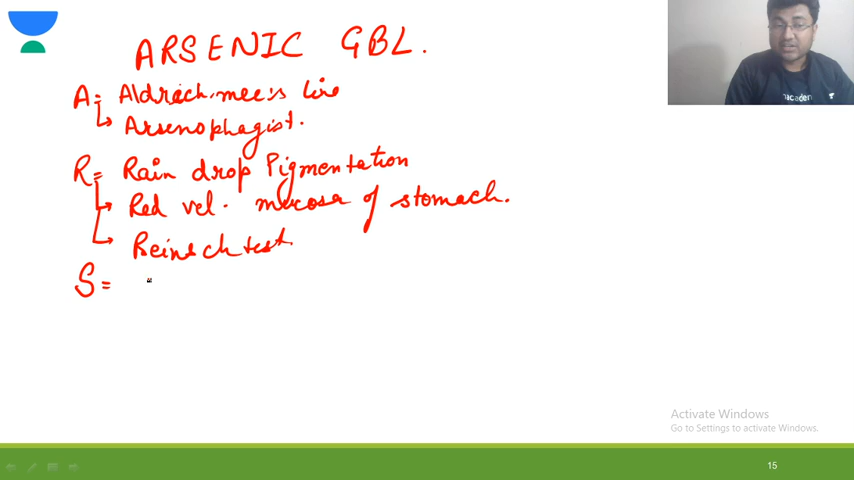 ARSENIC GBL.
A= Aldrich.mee's line
↳ Arsenophagist.
R= Rain drop Pigmentation
→ Red vel. mucosa of stomach.
→ Reinsch test
S=
Activate Windows
Go to Settings to activate Windows.
15